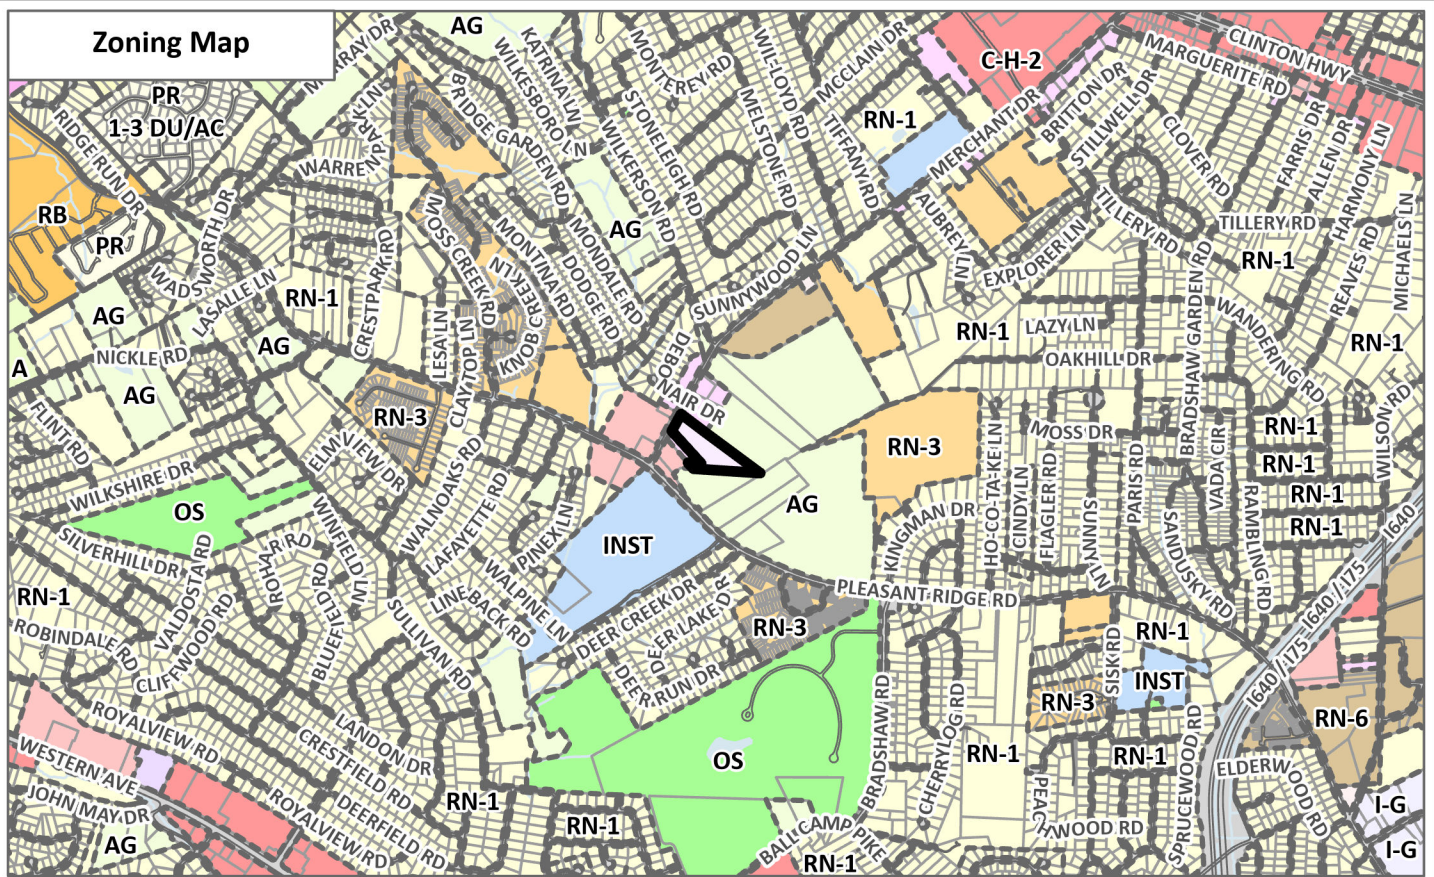 Zoning Map
MURRAY DR
AG
KATRINA LN
WILKESBORO LN
BRIDGE GARDEN RD
MONTEREY RD
WIL-LOYD RD
MCCLAIN DR
C-H-2
CLINTON HWY
MARGUERITE RD
PR
1-3 DU/AC
RIDGE RUN DR
PARK LN
WARREN
STONELEIGH RD
WILKERSON RD
MELSTONE RD
TIFFANY RD
RN-1
MERCHANT DR
BRITTON DR
STILLWELL DR
CLOVER RD
FARRIS DR
ALLEN DR
HARMONY LN
RB
PR
WADSWORTH DR
MOSS CREEK RD
MONTINA RD
DODGE RD
MONDALE RD
AG
SUNNYWOOD LN
AUBREY LN
EXPLORER LN
TILLERY RD
TILLERY RD
RN-1
REAVES RD
MICHAELS LN
LASALLE LN
RN-1
CRESTPARK RD
KNOB CREEK LN
DEBO
NAIR DR
AG
NICKLE RD
AG
AG
A
LESA LN
CLAYTOP LN
RN-1
LAZY LN
OAKHILL DR
BRADSHAW GARDEN RD
WANDERING RD
RN-1
FLINT RD
RN-3
ELMVIEW DR
WALNOAKS RD
LAFAYETTE RD
RN-3
MOSS DR
HO-CO-TA-KE-LN
CINDY LN
FLAGLER RD
SUNNY LN
PARIS RD
SANDUSKY RD
VADA CIR
RAMBLING RD
RN-1
RN-1
RN-1
RN-1
WILSON RD
WILKSHIRE DR
OS
SILVERHILL DR
VALDOSTA RD
POPLAR RD
WINFIELD LN
PINEX LN
WALPINE LN
LINEBACK RD
INST
AG
KINGMAN DR
PLEASANT RIDGE RD
I640
I640 / I75
I640 / I75
RN-1
ROBINDALE RD
CLIFFWOOD RD
BLUEFIELD RD
SULLIVAN RD
DEER CREEK DR
DEER LAKE DR
DEER RUN DR
RN-3
RN-1
SISK RD
INST
RN-3
RN-6
ROYALVIEW RD
LANDON DR
CRESTFIELD RD
DEERFIELD RD
ROYALVIEW RD
OS
BRADSHAW RD
CHERRYLOG RD
RN-1
RN-1
PEACHWOOD RD
SPRUCEWOOD RD
ELDERWOOD RD
WESTERN AVE
JOHN MAY DR
AG
RN-1
RN-1
BALL CAMP PIKE
RN-1
I-G
I-G